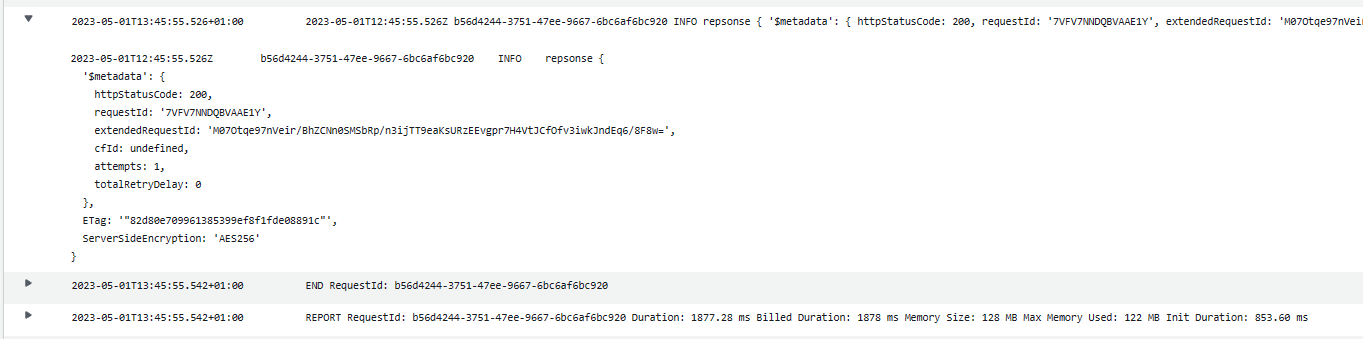 2023-05-01T13:45:55.526+01:00 2023-05-01T12:45:55.526Z b56d4244-3751-47ee-9667-6bc6af6bc920 INFO repsonse { '$metadata': { httpStatusCode: 200, requestId: '7VFV7NNDQBVAAE1Y', extendedRequestId: 'M07Otqe97nVeir
2023-05-01T12:45:55.526Z b56d4244-3751-47ee-9667-6bc6af6bc920 INFO repsonse {
'$metadata': {
httpStatusCode: 200,
requestId: '7VFV7NNDQBVAAE1Y',
extendedRequestId: 'M07Otqe97nVeir/BhZCNn0SMSbRp/n3ijTT9eaKsURzEEvgpr7H4VtJCfOfv3iwkJndEq6/8F8w=',
cfId: undefined,
attempts: 1,
totalRetryDelay: 0
},
ETag: '"82d80e709961385399ef8f1fde08891c"',
ServerSideEncryption: 'AES256'
}
2023-05-01T13:45:55.542+01:00 END RequestId: b56d4244-3751-47ee-9667-6bc6af6bc920
2023-05-01T13:45:55.542+01:00 REPORT RequestId: b56d4244-3751-47ee-9667-6bc6af6bc920 Duration: 1877.28 ms Billed Duration: 1878 ms Memory Size: 128 MB Max Memory Used: 122 MB Init Duration: 853.60 ms